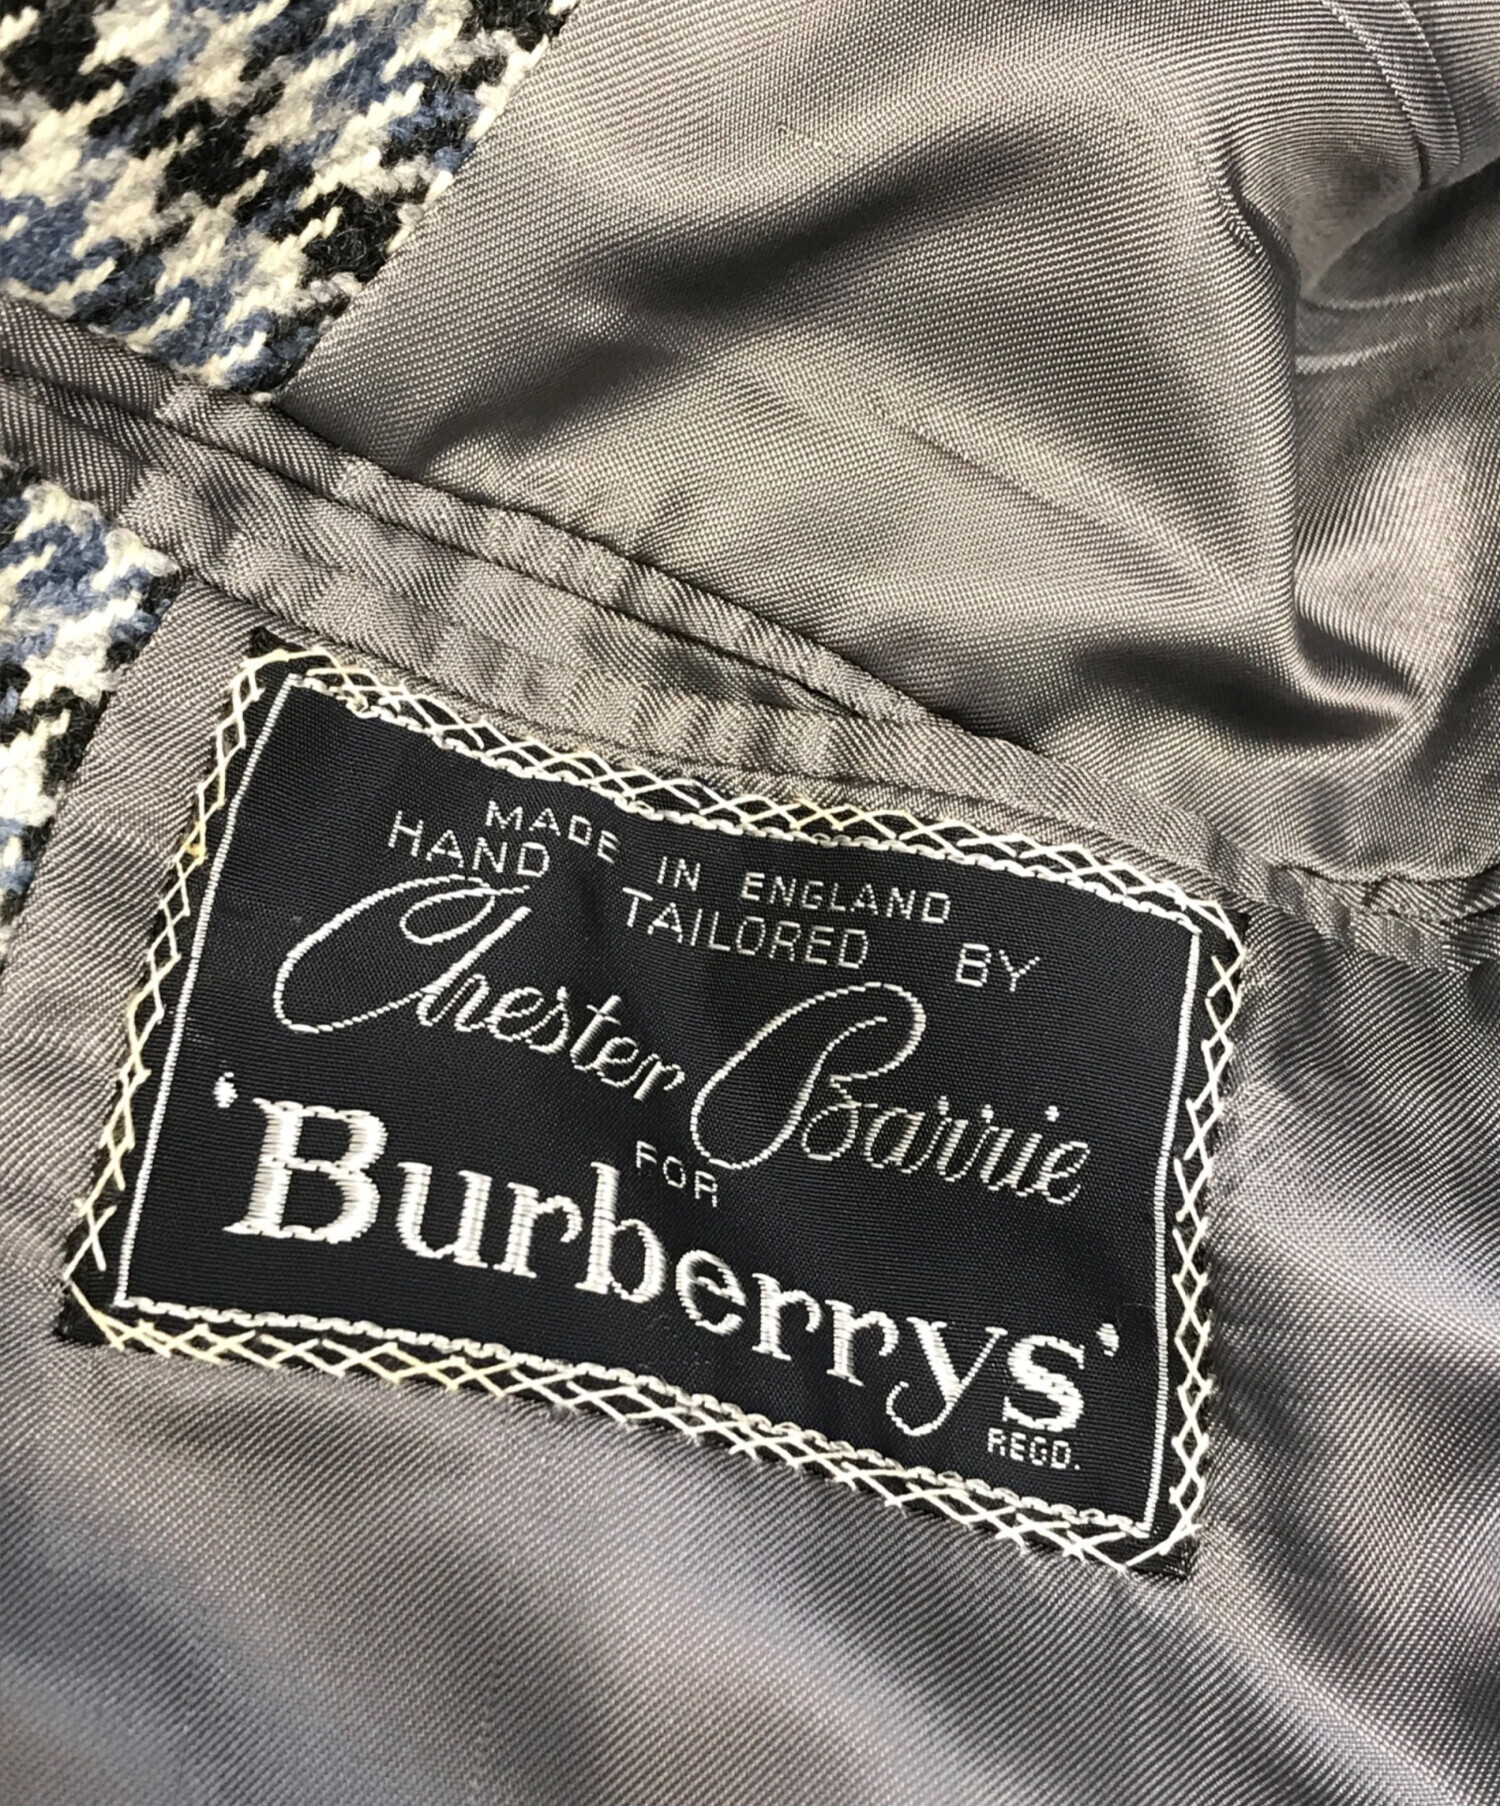 MADE IN ENGLAND
HAND TAILORED BY
Chester Barrie
FOR
'Burberrys'
REGD.